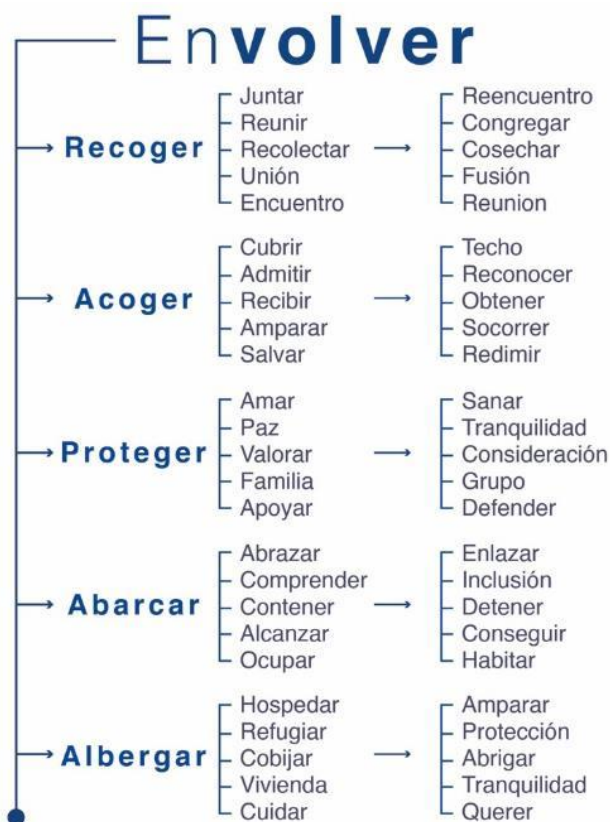 Envolver
Recoger
Juntar
Reunir
Recolectar
Unión
Encuentro
Reencuentro
Congregar
Cosechar
Fusión
Reunion
Acoger
Cubrir
Admitir
Recibir
Amparar
Salvar
Techo
Reconocer
Obtener
Socorrer
Redimir
Proteger
Amar
Paz
Valorar
Familia
Apoyar
Sanar
Tranquilidad
Consideración
Grupo
Defender
Abarcar
Abrazar
Comprender
Contener
Alcanzar
Ocupar
Enlazar
Inclusión
Detener
Conseguir
Habitar
Albergar
Hospedar
Refugiar
Cobijar
Vivienda
Cuidar
Amparar
Protección
Abrigar
Tranquilidad
Querer